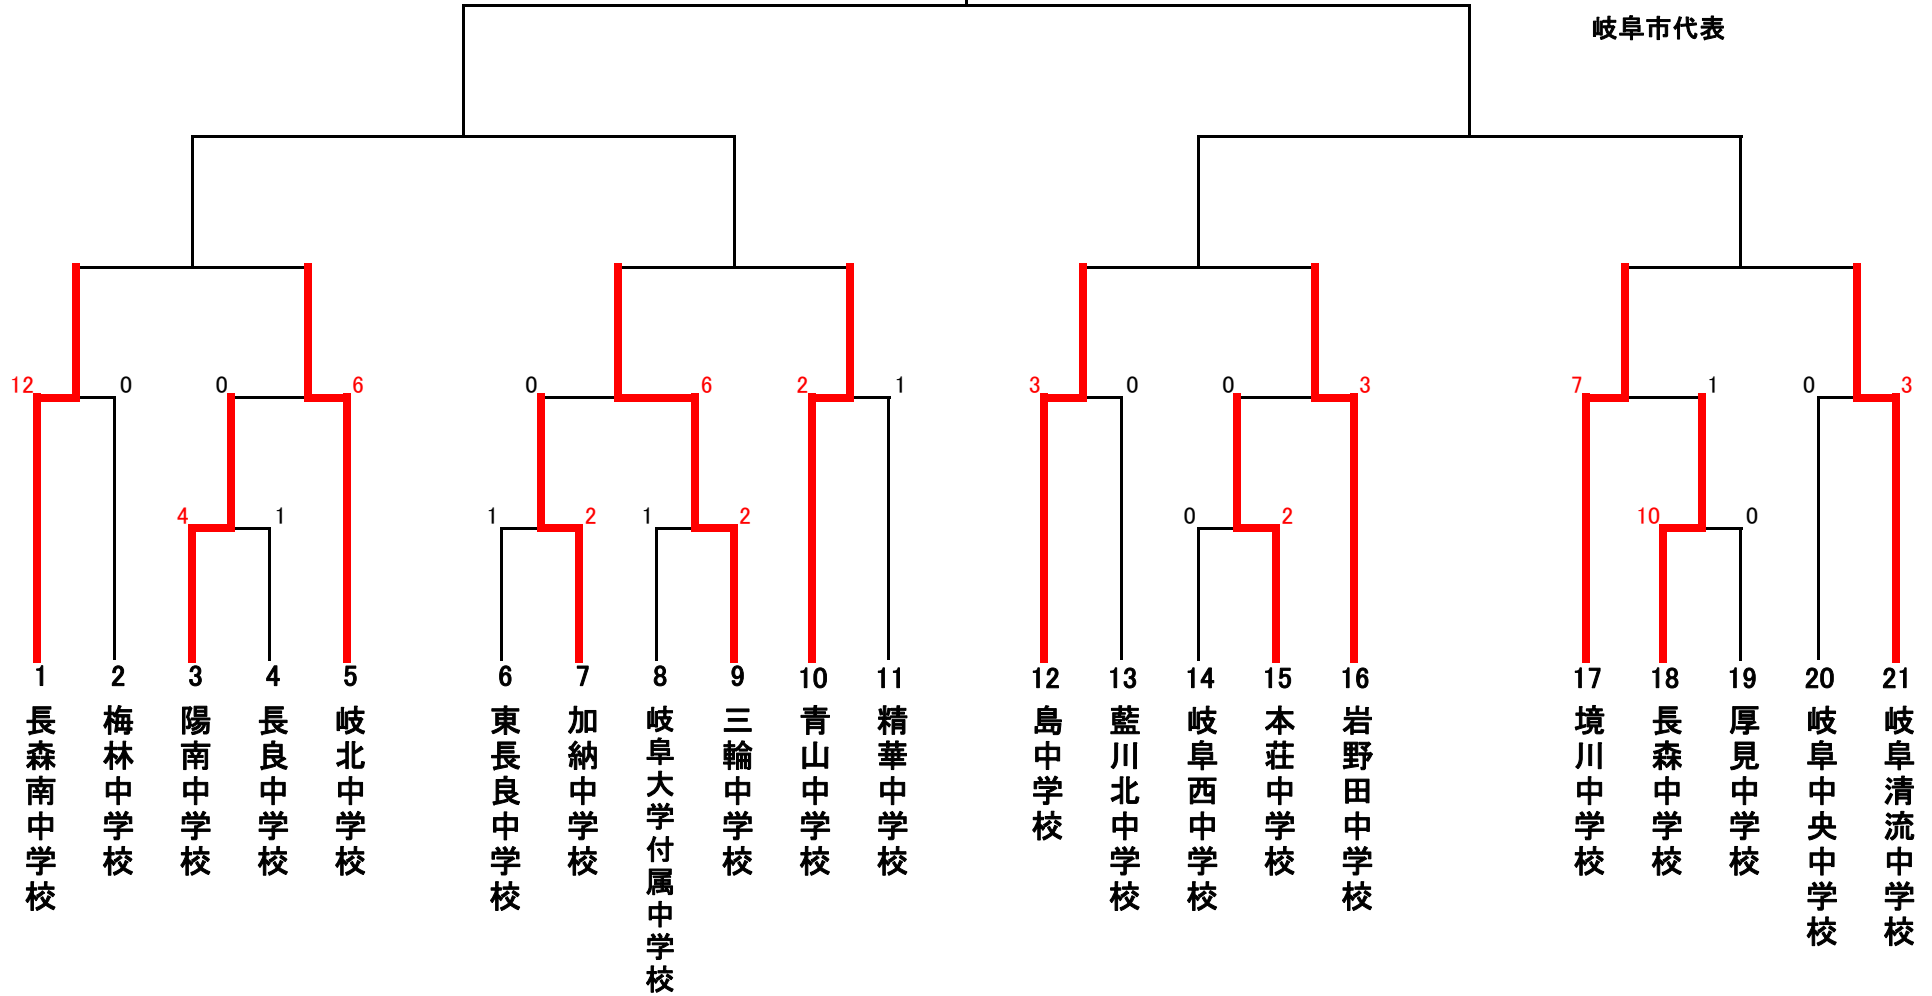 岐阜市代表
12 0 0 6 0 6 2 1 3 0 0 3 7 1 0 3
4 1 1 2 1 2 0 2 10 0
1 2 3 4 5 6 7 8 9 10 11 12 13 14 15 16 17 18 19 20 21
長森南中学校
梅林中学校
陽南中学校
長良中学校
岐北中学校
東長良中学校
加納中学校
岐阜大学付属中学校
三輪中学校
青山中学校
精華中学校
島中学校
藍川北中学校
岐阜西中学校
本荘中学校
岩野田中学校
境川中学校
長森中学校
厚見中学校
岐阜中央中学校
岐阜清流中学校